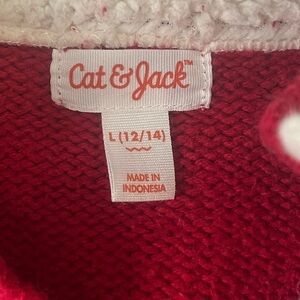 Cat & Jack™
L (12/14)
MADE IN
INDONESIA